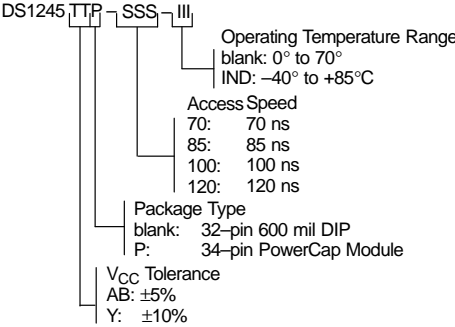 DS1245 TTP – SSS – III
Operating Temperature Range
blank: 0° to 70°
IND: –40° to +85°C
Access Speed
70: 70 ns
85: 85 ns
100: 100 ns
120: 120 ns
Package Type
blank: 32–pin 600 mil DIP
P: 34–pin PowerCap Module
VCC Tolerance
AB: ±5%
Y: ±10%